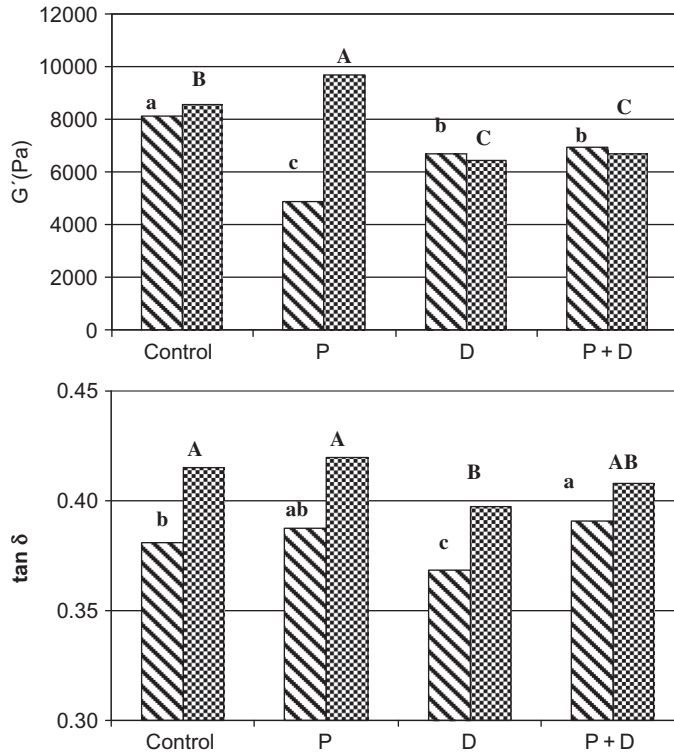 14000
12000
10000
8000
6000
4000
2000
0
G´(Pa)
a B c A b C b C
Control P D P + D
0.45
0.40
0.35
0.30
tan δ
b A ab A c B a AB
Control P D P + D